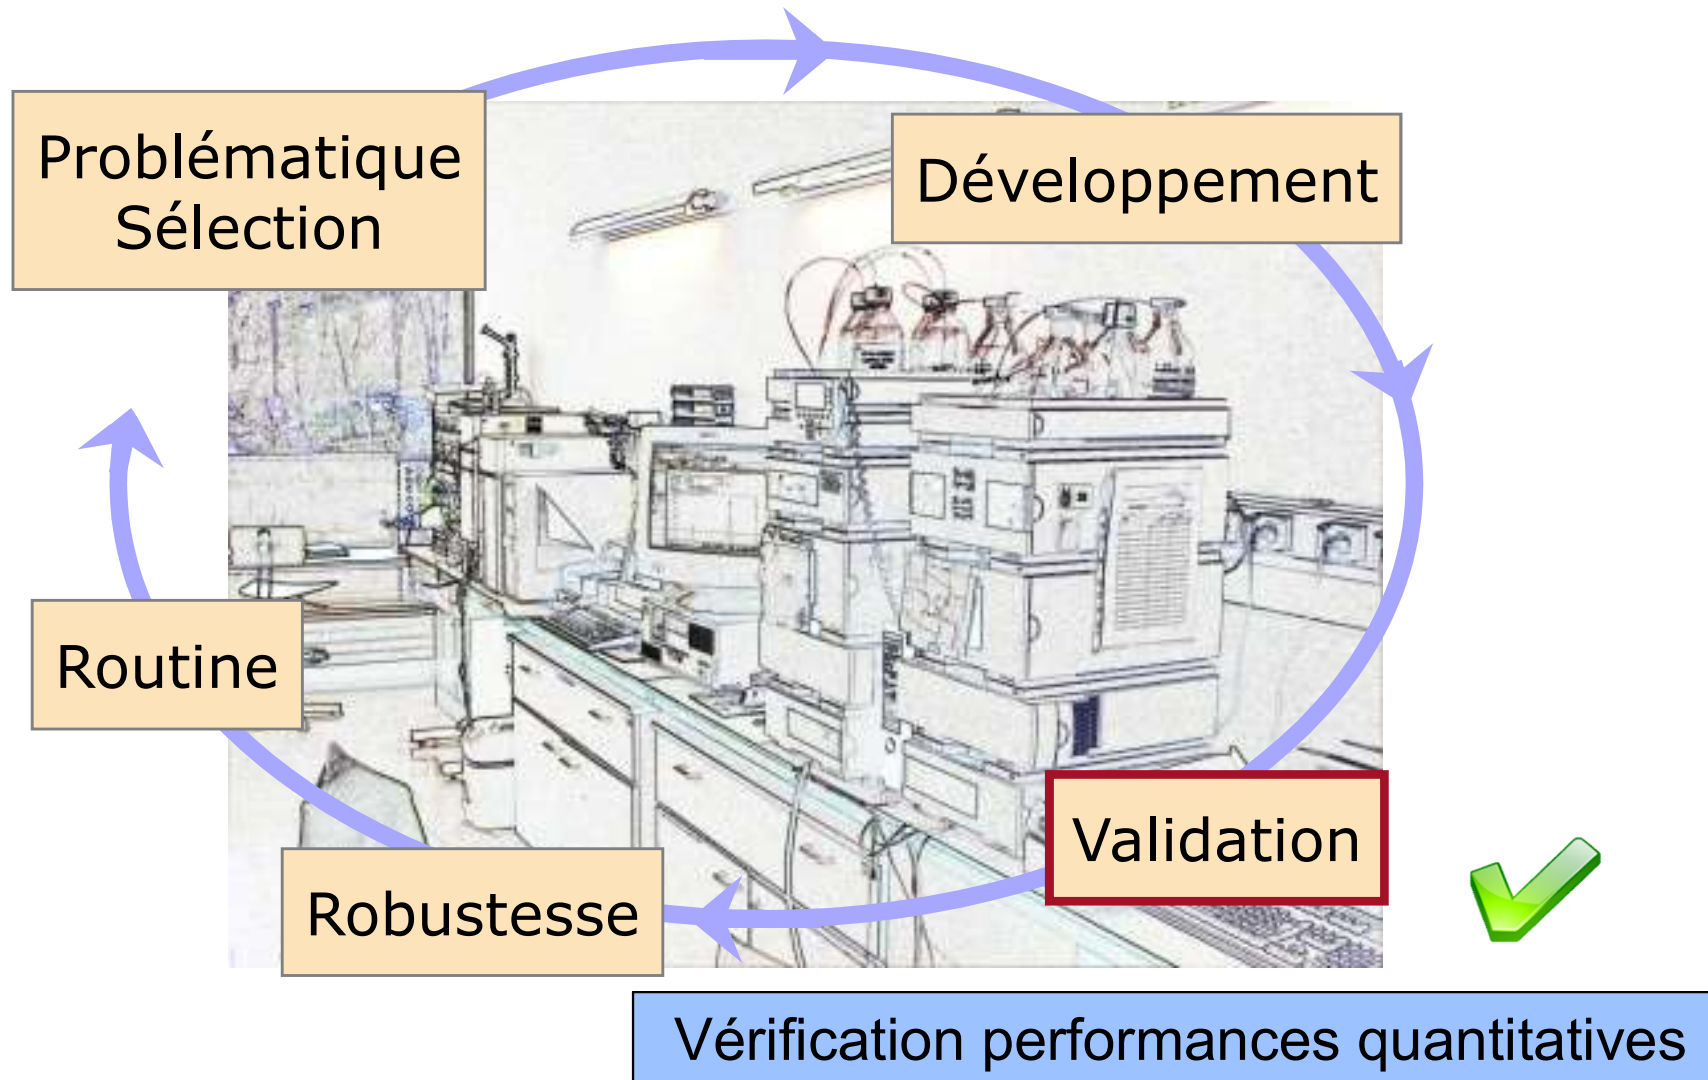 Problématique
Sélection
Développement
Routine
Validation
Robustesse
Vérification performances quantitatives